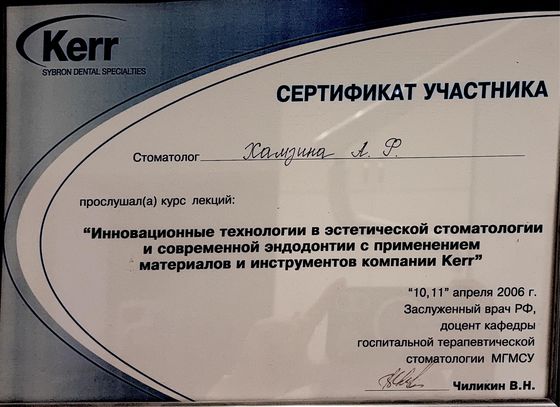 Kerr
SYBRON DENTAL SPECIALTIES
СЕРТИФИКАТ УЧАСТНИКА
Стоматолог Хамзина А. Ф.
прослушал(а) курс лекций:
"Инновационные технологии в эстетической стоматологии
и современной эндодонтии с применением
материалов и инструментов компании Kerr"
"10,11" апреля 2006 г.
Заслуженный врач РФ,
доцент кафедры
госпитальной терапевтической
стоматологии МГМСУ
Чиликин В.Н.